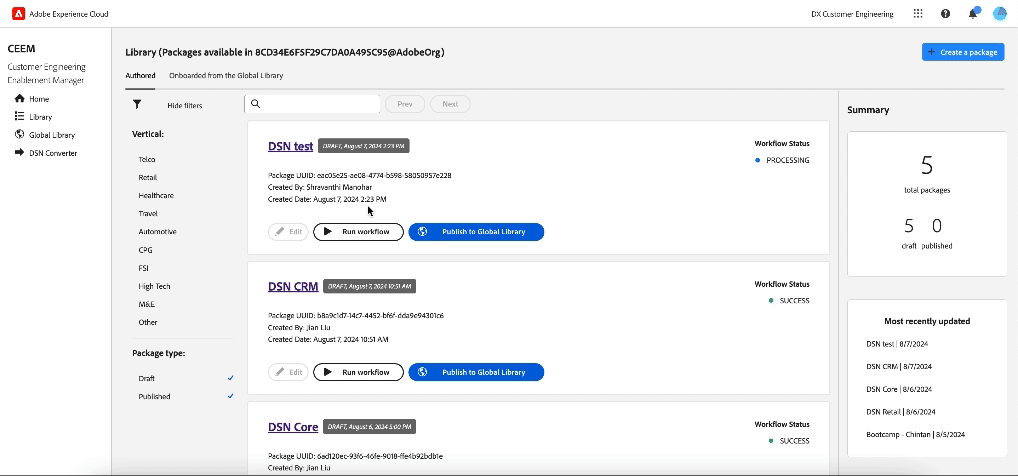 Adobe Experience Cloud
DX Customer Engineering
CEEM
Customer Engineering
Enablement Manager
Home
Library
Global Library
DSN Converter
Library (Packages available in 8CD34E6F5F29C7DA0A495C95@AdobeOrg)
Create a package
Authored
Onboarded from the Global Library
Hide filters
Prev
Next
Vertical:
Telco
Retail
Healthcare
Travel
Automotive
CPG
FSI
High Tech
M&E
Other
Package type:
Draft
Published
DSN test
DRAFT, August 7, 2024 2:23 PM
Workflow Status
PROCESSING
Package UUID: eac05e25-ae08-4774-b598-58050957e228
Created By: Shravanthi Manohar
Created Date: August 7, 2024 2:23 PM
Edit
Run workflow
Publish to Global Library
DSN CRM
DRAFT, August 7, 2024 10:51 AM
Workflow Status
SUCCESS
Package UUID: b8a9c1d7-14c7-4452-bf6f-dda9e94301c6
Created By: Jian Liu
Created Date: August 7, 2024 10:51 AM
Edit
Run workflow
Publish to Global Library
DSN Core
DRAFT, August 6, 2024 5:00 PM
Workflow Status
SUCCESS
Package UUID: 6ad120ec-93f6-46fe-9018-ffe4b92bdb1e
Created By: Jian Liu
Summary
5
total packages
5 0
draft published
Most recently updated
DSN test | 8/7/2024
DSN CRM | 8/7/2024
DSN Core | 8/6/2024
DSN Retail | 8/6/2024
Bootcamp - Chintan | 8/5/2024